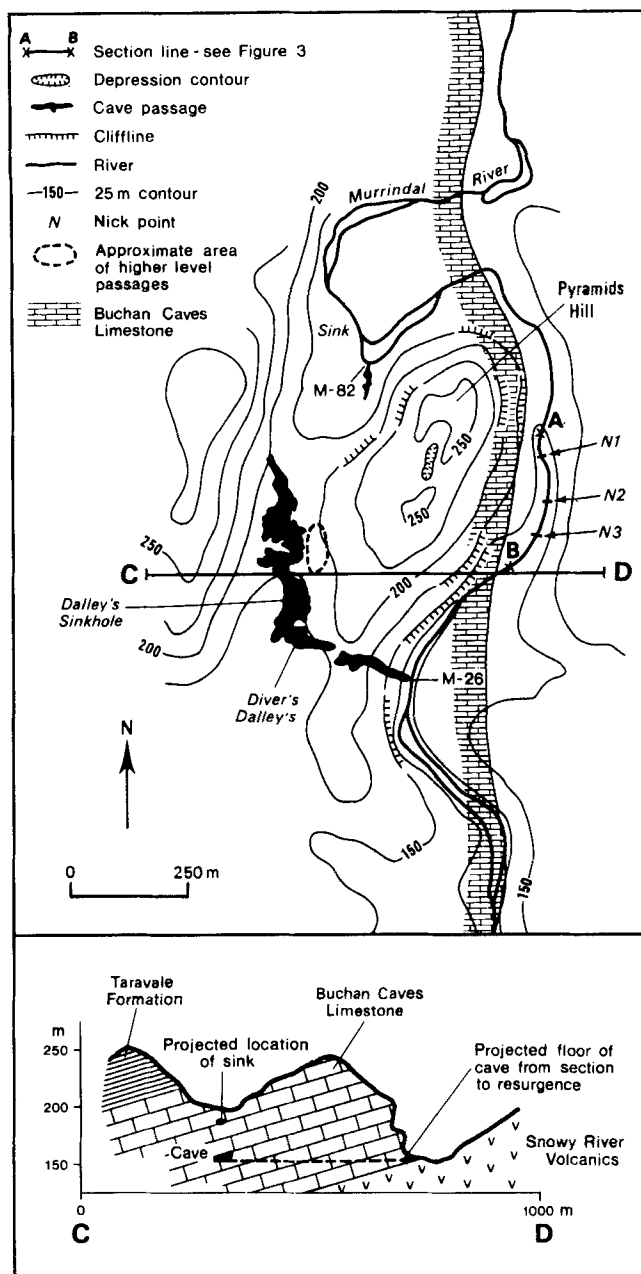 A B
Section line - see Figure 3
Depression contour
Cave passage
Cliffline
River
—150— 25 m contour
N Nick point
Approximate area
of higher level
passages
Buchan Caves
Limestone
200
Murrindal River
Sink
M-82
Pyramids
Hill
250
250
A
N1
N2
N3
B
250
C
D
200
200
Dalley's
Sinkhole
M-26
Diver's
Dalley's
N
150
150
0 250 m
Taravale
Formation
Buchan Caves
Limestone
m
250
200
150
Projected location
of sink
Projected floor of
cave from section
to resurgence
-Cave
Snowy River
Volcanics
0 1000 m
C D